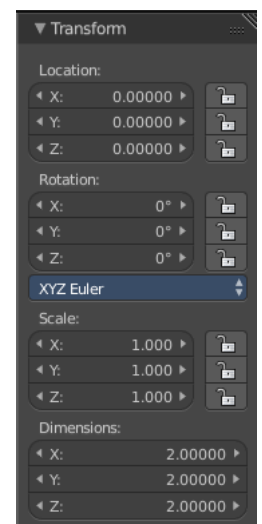 Transform
Location:
X: 0.00000
Y: 0.00000
Z: 0.00000
Rotation:
X: 0°
Y: 0°
Z: 0°
XYZ Euler
Scale:
X: 1.000
Y: 1.000
Z: 1.000
Dimensions:
X: 2.00000
Y: 2.00000
Z: 2.00000